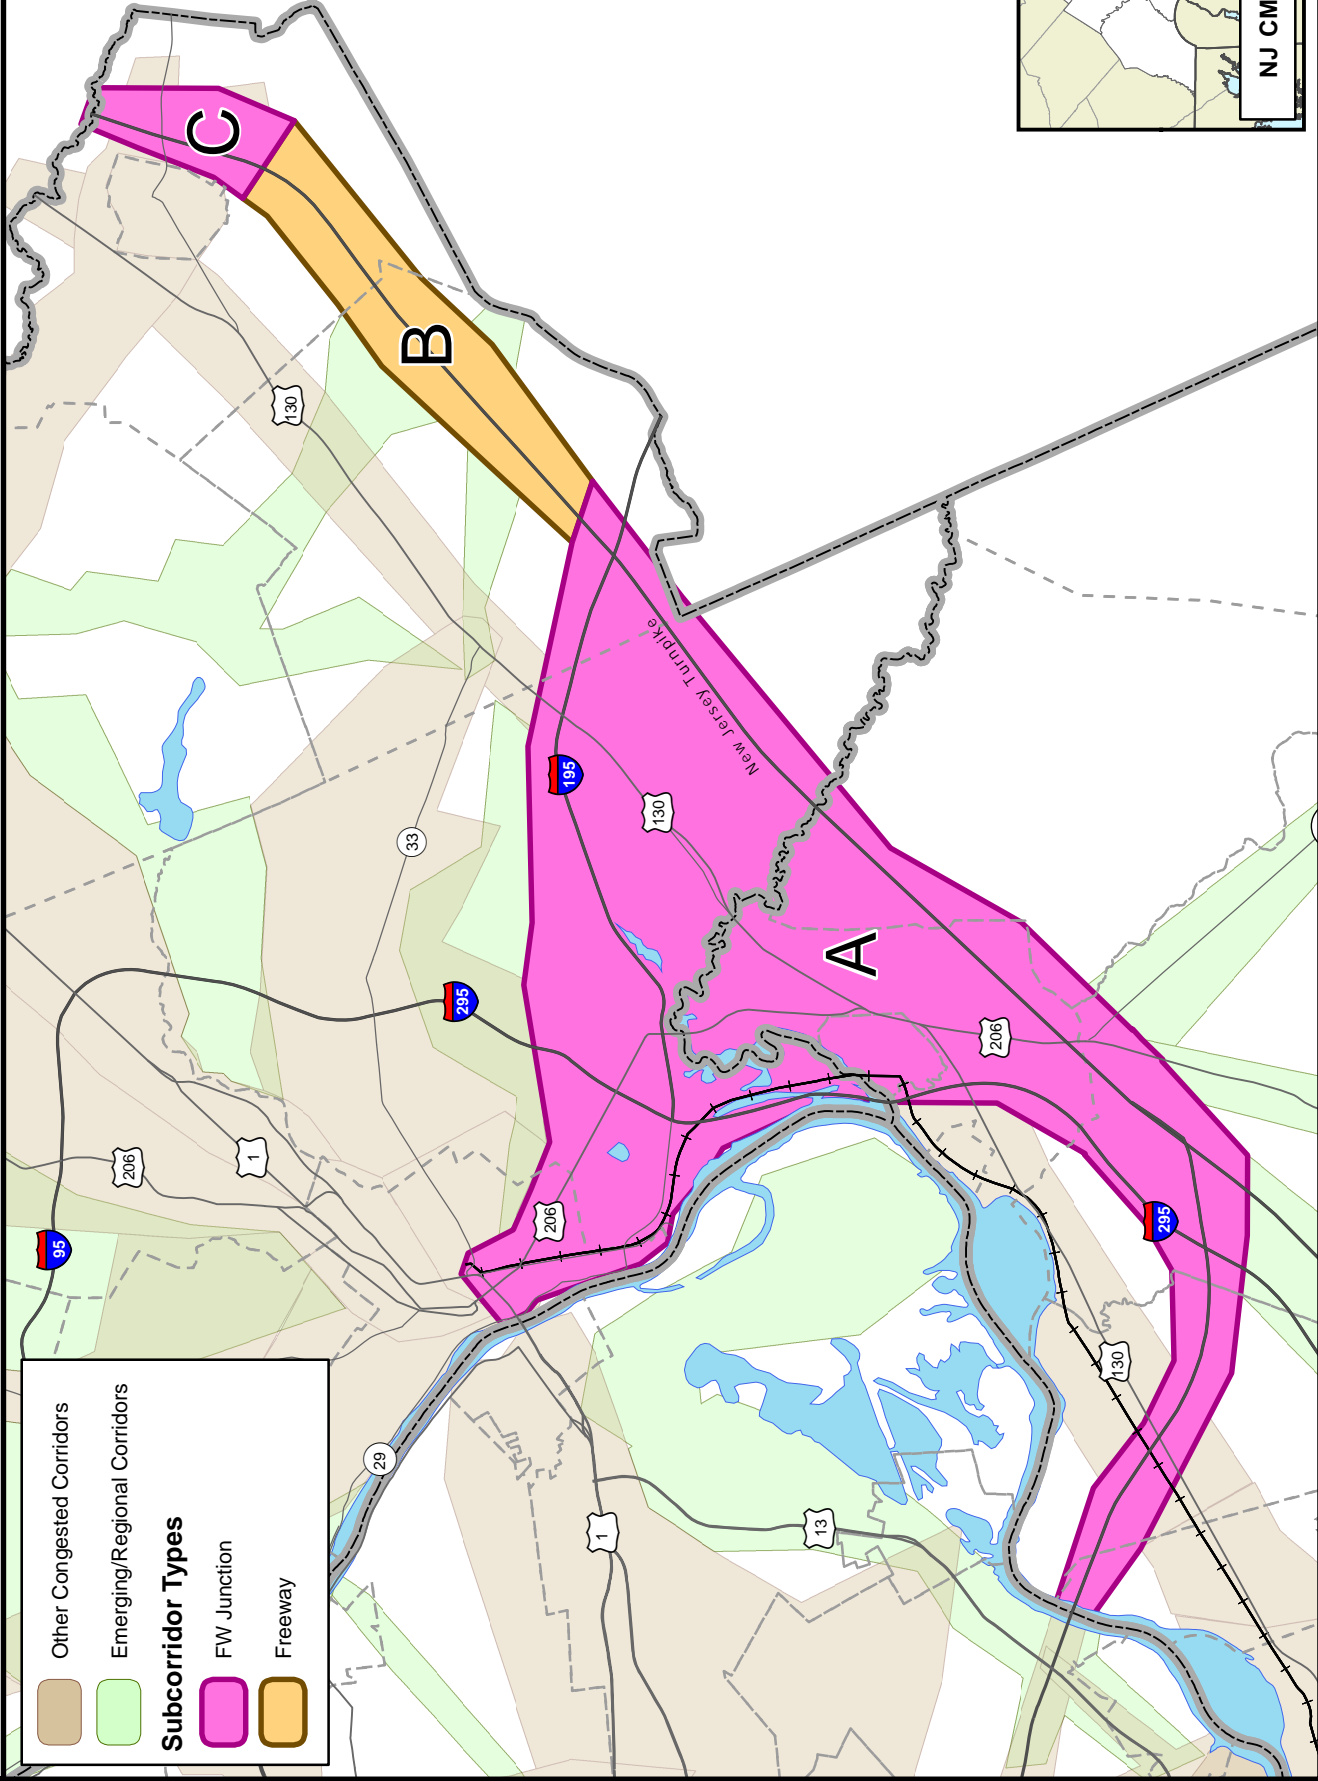 Other Congested Corridors
Emerging/Regional Corridors
Subcorridor Types
FW Junction
Freeway
NJ CM
A
B
C
New Jersey Turnpike
95
206
1
29
33
295
206
195
130
130
206
295
130
1
13